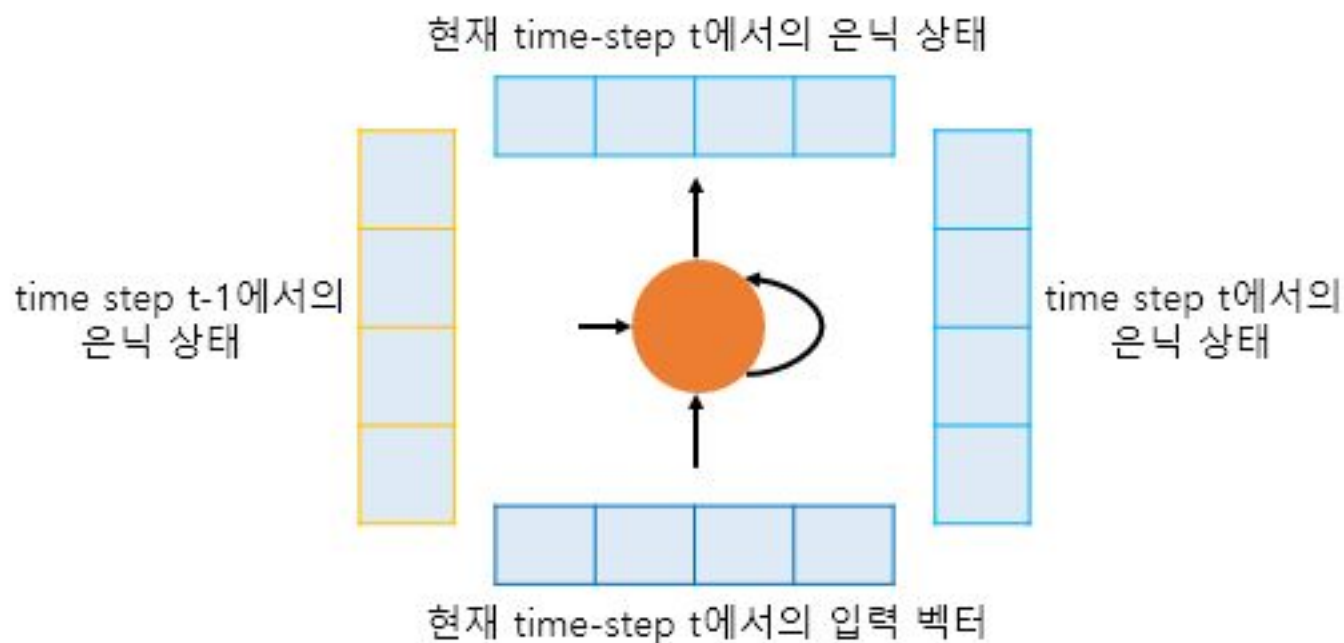 현재 time-step t에서의 은닉 상태
time step t-1에서의
은닉 상태
time step t에서의
은닉 상태
현재 time-step t에서의 입력 벡터